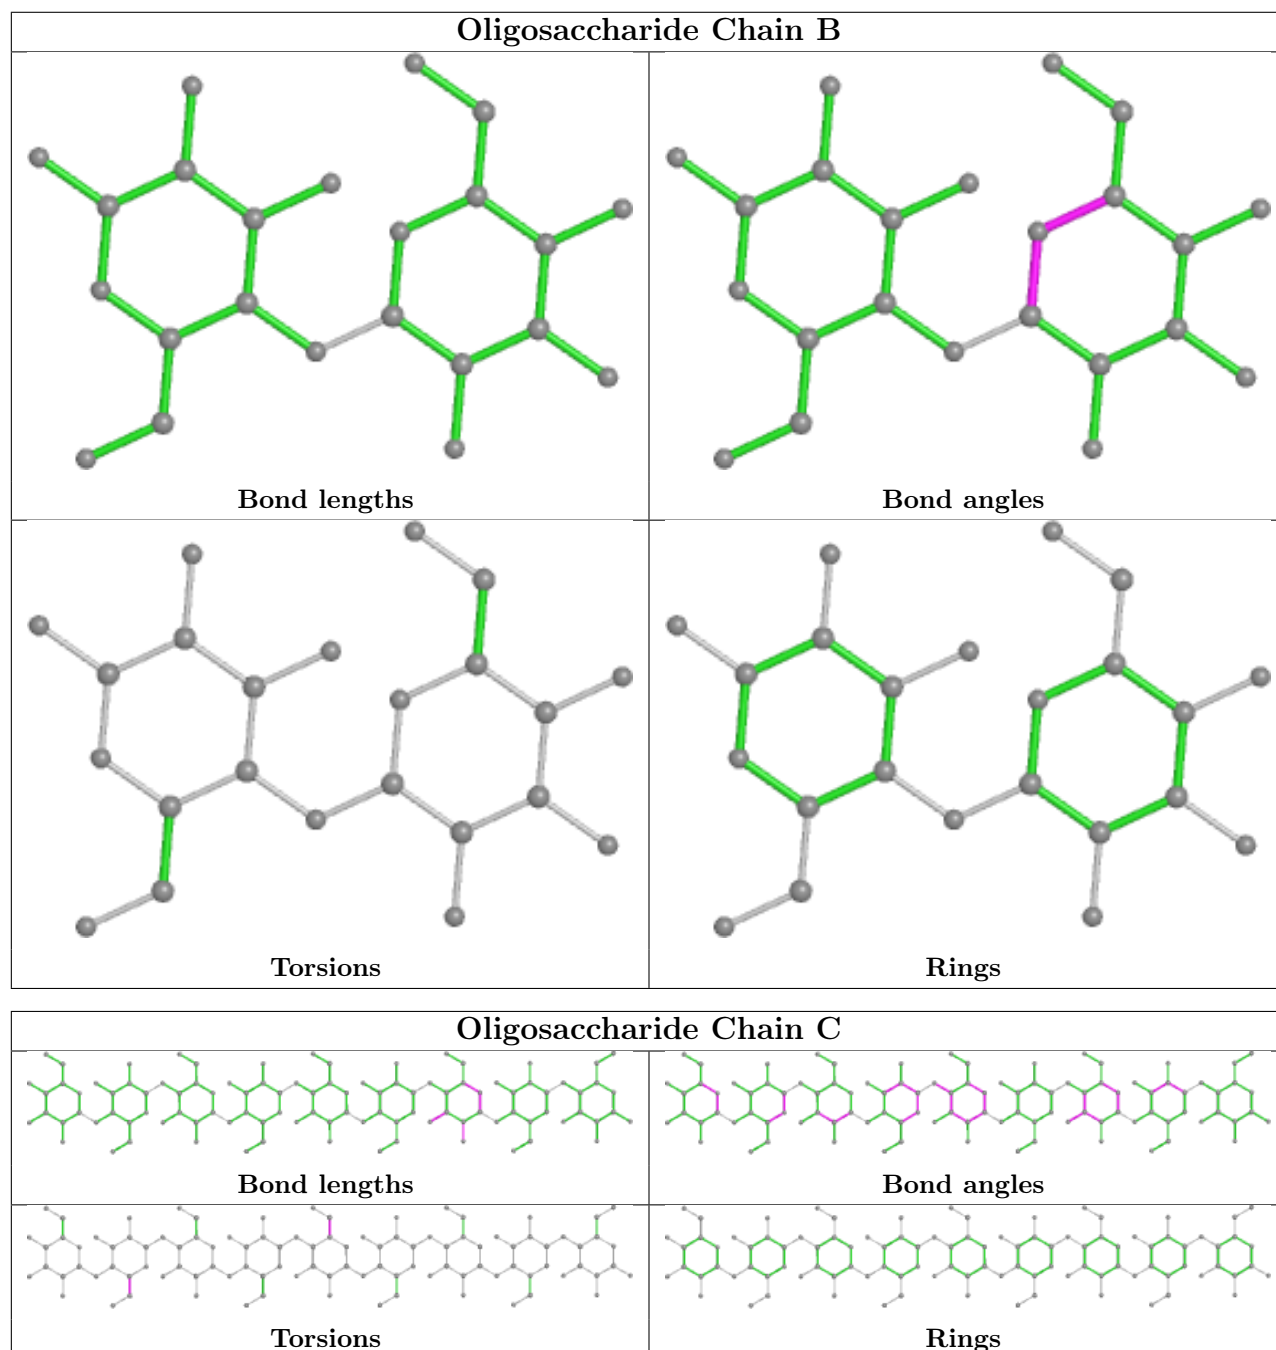 Oligosaccharide Chain B
Bond lengths
Bond angles
Torsions
Rings
Oligosaccharide Chain C
Bond lengths
Bond angles
Torsions
Rings